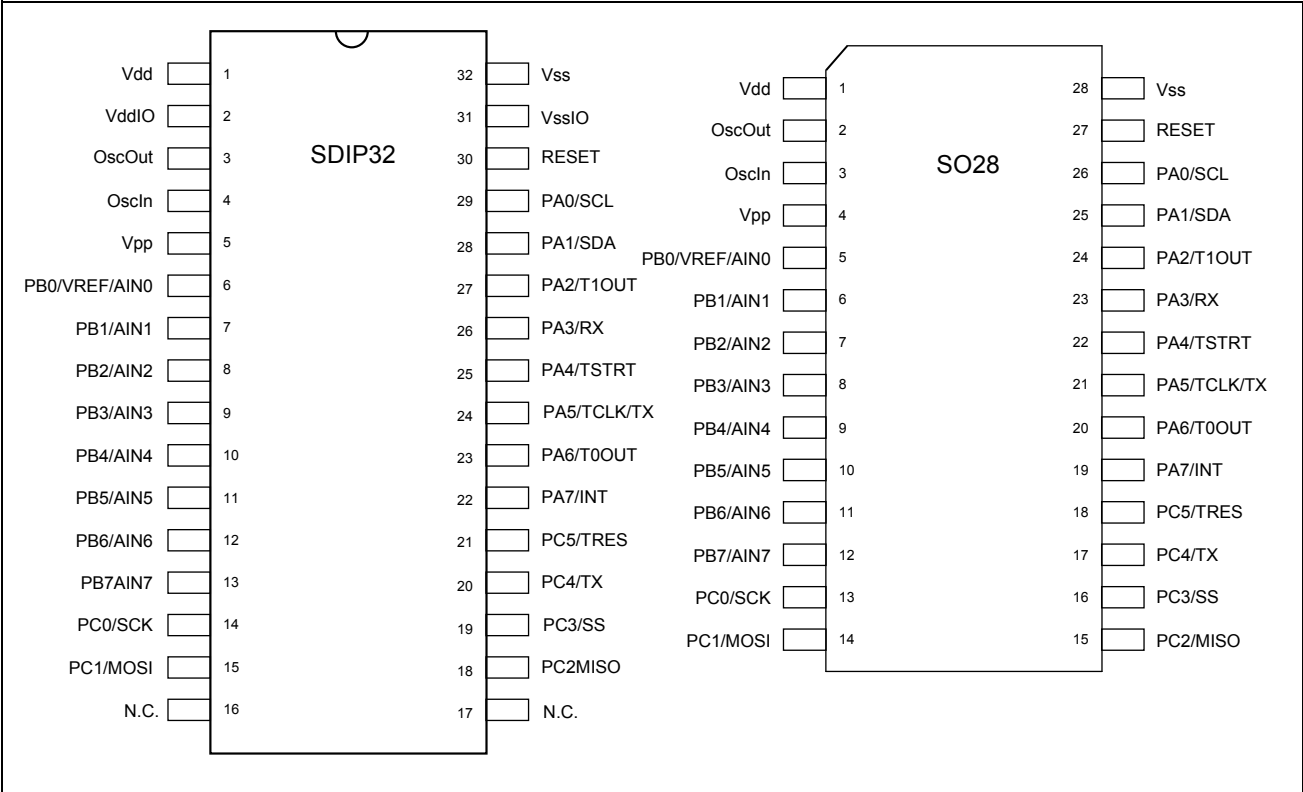 SDIP32
Vdd 1
VddIO 2
OscOut 3
OscIn 4
Vpp 5
PB0/VREF/AIN0 6
PB1/AIN1 7
PB2/AIN2 8
PB3/AIN3 9
PB4/AIN4 10
PB5/AIN5 11
PB6/AIN6 12
PB7AIN7 13
PC0/SCK 14
PC1/MOSI 15
N.C. 16
32 Vss
31 VssIO
30 RESET
29 PA0/SCL
28 PA1/SDA
27 PA2/T1OUT
26 PA3/RX
25 PA4/TSTRT
24 PA5/TCLK/TX
23 PA6/T0OUT
22 PA7/INT
21 PC5/TRES
20 PC4/TX
19 PC3/SS
18 PC2MISO
17 N.C.
SO28
Vdd 1
OscOut 2
OscIn 3
Vpp 4
PB0/VREF/AIN0 5
PB1/AIN1 6
PB2/AIN2 7
PB3/AIN3 8
PB4/AIN4 9
PB5/AIN5 10
PB6/AIN6 11
PB7/AIN7 12
PC0/SCK 13
PC1/MOSI 14
28 Vss
27 RESET
26 PA0/SCL
25 PA1/SDA
24 PA2/T1OUT
23 PA3/RX
22 PA4/TSTRT
21 PA5/TCLK/TX
20 PA6/T0OUT
19 PA7/INT
18 PC5/TRES
17 PC4/TX
16 PC3/SS
15 PC2/MISO